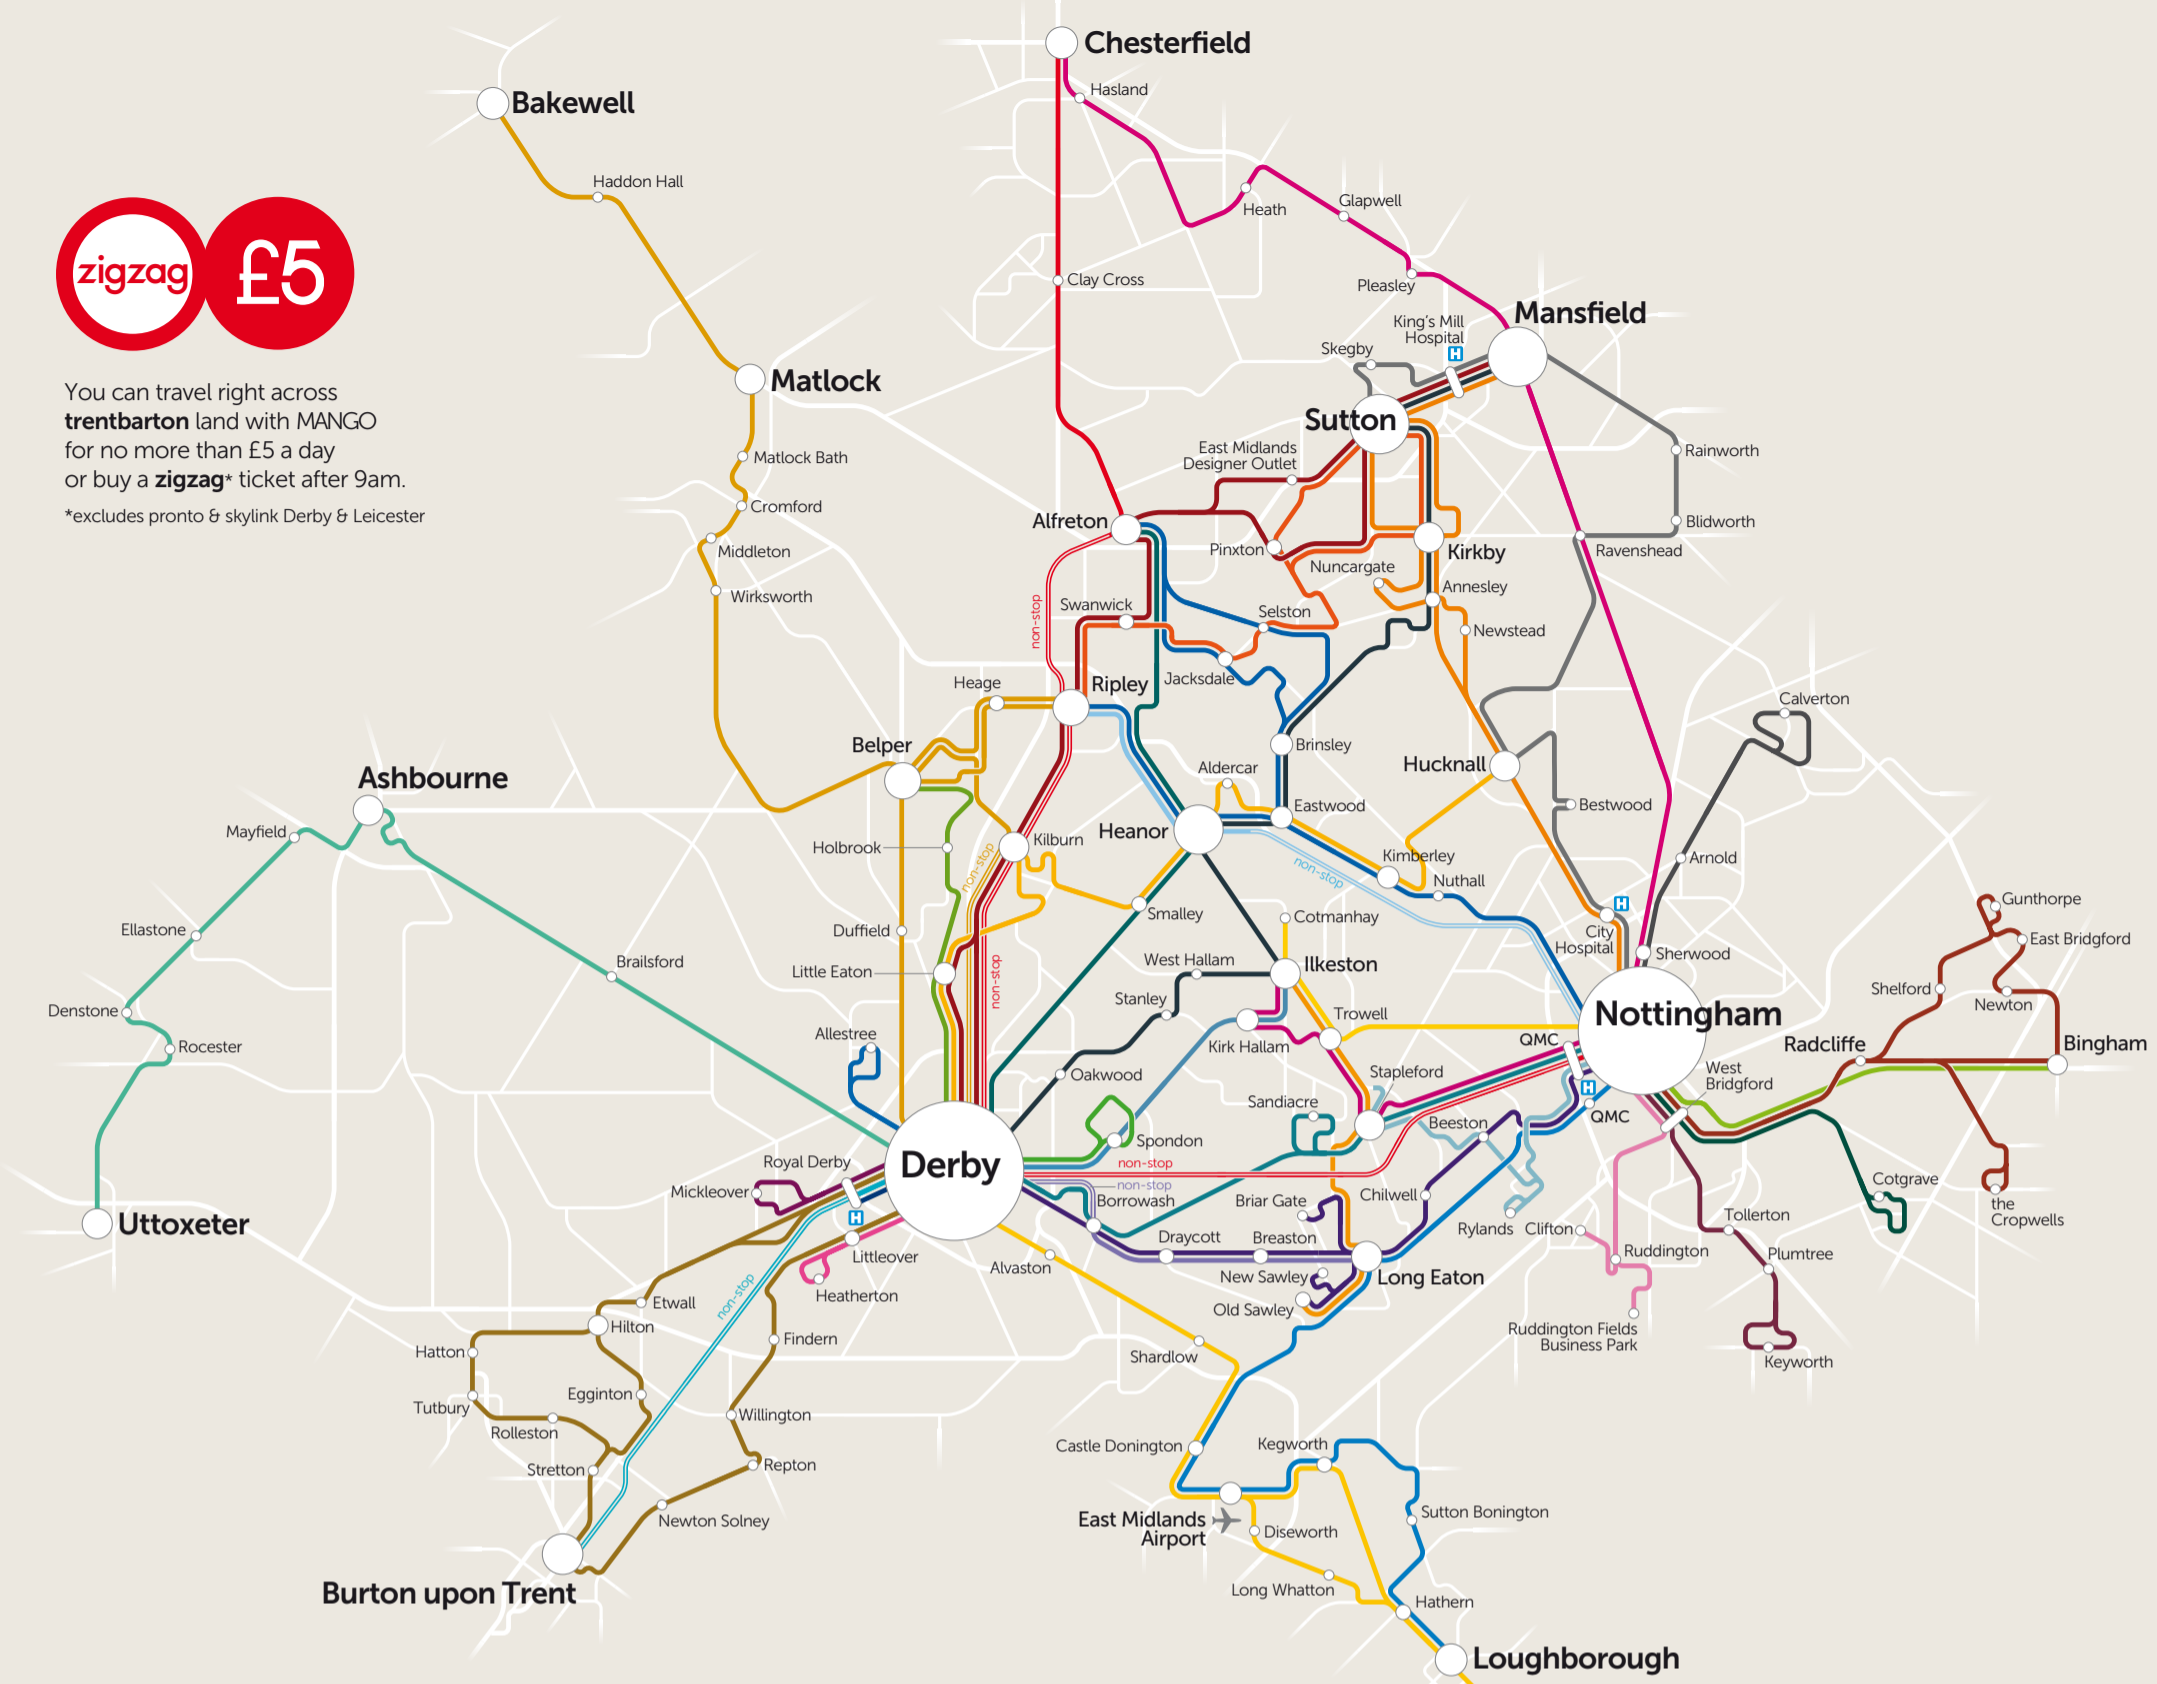 Chesterfield
Bakewell
Hasland
Haddon Hall
Heath
Glapwell
zigzag
£5
Clay Cross
Pleasley
Mansfield
King's Mill
Hospital
H
Skegby
Matlock
You can travel right across
trentbarton land with MANGO
for no more than £5 a day
or buy a zigzag* ticket after 9am.
*excludes pronto & skylink Derby & Leicester
Sutton
East Midlands
Designer Outlet
Rainworth
Matlock Bath
Cromford
Alfreton
Blidworth
Middleton
Pinxton
Kirkby
Ravenshead
Nuncargate
Annesley
Wirksworth
non-stop
Swanwick
Selston
Newstead
Heage
Ripley
Jacksdale
Calverton
Belper
Brinsley
Ashbourne
Hucknall
Aldercar
Eastwood
Bestwood
Mayfield
Heanor
Holbrook
Kilburn
non-stop
non-stop
Kimberley
Nuthall
Arnold
Gunthorpe
H
Smalley
Cotmanhay
Ellastone
Duffield
City
Hospital
East Bridgford
Sherwood
Brailsford
West Hallam
Ilkeston
Little Eaton
non-stop
Shelford
Newton
Denstone
Stanley
Trowell
Nottingham
Allestree
Rocester
Kirk Hallam
QMC
Radcliffe
Bingham
Oakwood
Stapleford
West
Bridgford
H
Sandiacre
Beeston
QMC
Spondon
Royal Derby
Derby
non-stop
non-stop
Mickleover
H
Borrowash
Briar Gate
Chilwell
Cotgrave
the
Cropwells
Uttoxeter
Rylands
Clifton
Tollerton
Draycott
Breaston
Littleover
Ruddington
Plumtree
Alvaston
New Sawley
Long Eaton
non-stop
Heatherton
Etwall
Old Sawley
Hilton
Findern
Ruddington Fields
Business Park
Hatton
Shardlow
Keyworth
Egginton
Tutbury
Willington
Rolleston
Castle Donington
Kegworth
Stretton
Repton
Newton Solney
East Midlands
Airport
Sutton Bonington
Diseworth
Burton upon Trent
Long Whatton
Hathern
Loughborough